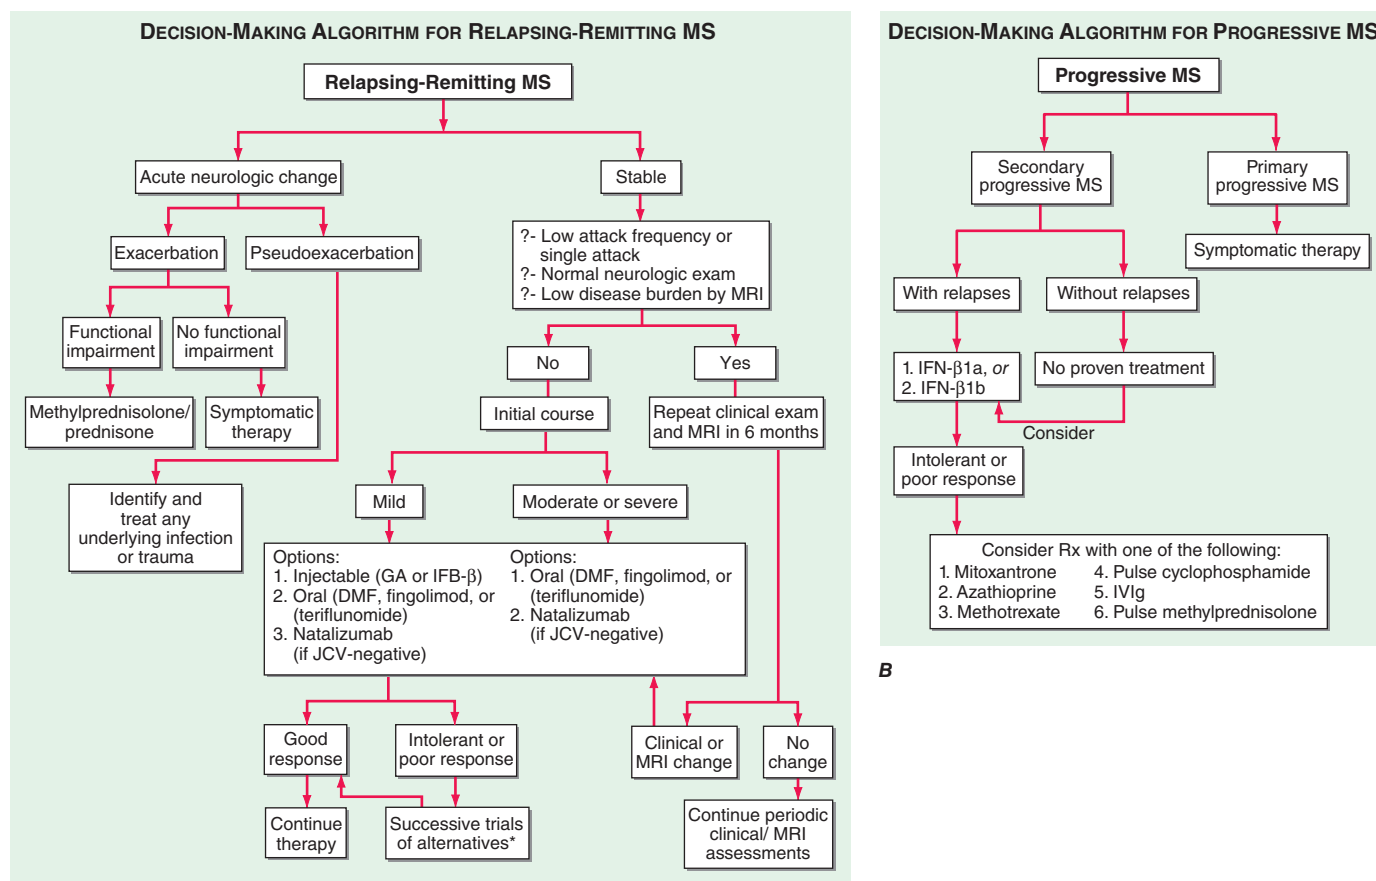 DECISION-MAKING ALGORITHM FOR RELAPSING-REMITTING MS
Relapsing-Remitting MS
Acute neurologic change
Stable
Exacerbation
Pseudoexacerbation
?- Low attack frequency or
single attack
?- Normal neurologic exam
?- Low disease burden by MRI
Functional
impairment
No functional
impairment
No
Yes
Methylprednisolone/
prednisone
Symptomatic
therapy
Initial course
Repeat clinical exam
and MRI in 6 months
Identify and
treat any
underlying infection
or trauma
Mild
Moderate or severe
Options:
1. Injectable (GA or IFB-β)
2. Oral (DMF, fingolimod, or
(teriflunomide)
3. Natalizumab
(if JCV-negative)
Options:
1. Oral (DMF, fingolimod, or
(teriflunomide)
2. Natalizumab
(if JCV-negative)
Good
response
Intolerant or
poor response
Clinical or
MRI change
No
change
Continue
therapy
Successive trials
of alternatives*
Continue periodic
clinical/ MRI
assessments
DECISION-MAKING ALGORITHM FOR PROGRESSIVE MS
Progressive MS
Secondary
progressive MS
Primary
progressive MS
Symptomatic therapy
With relapses
Without relapses
1. IFN-β1a, or
2. IFN-β1b
No proven treatment
Consider
Intolerant or
poor response
Consider Rx with one of the following:
1. Mitoxantrone
2. Azathioprine
3. Methotrexate
4. Pulse cyclophosphamide
5. IVIg
6. Pulse methylprednisolone
B